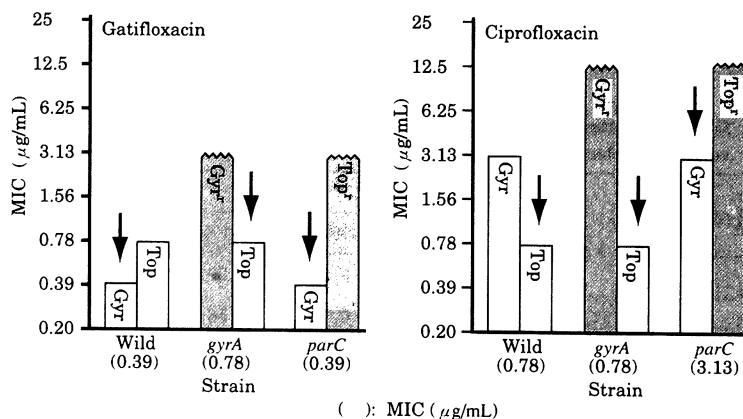 Gatifloxacin
25
12.5
6.25
3.13
1.56
0.78
0.39
0.20
MIC (μg/mL)
Gyr
Top
Gyrʳ
Top
Gyr
Topʳ
Wild
(0.39)
gyrA
(0.78)
parC
(0.39)
Strain
Ciprofloxacin
25
12.5
6.25
3.13
1.56
0.78
0.39
0.20
MIC (μg/mL)
Gyr
Top
Gyrʳ
Top
Gyr
Topʳ
Wild
(0.78)
gyrA
(0.78)
parC
(3.13)
Strain
( ): MIC (μg/mL)